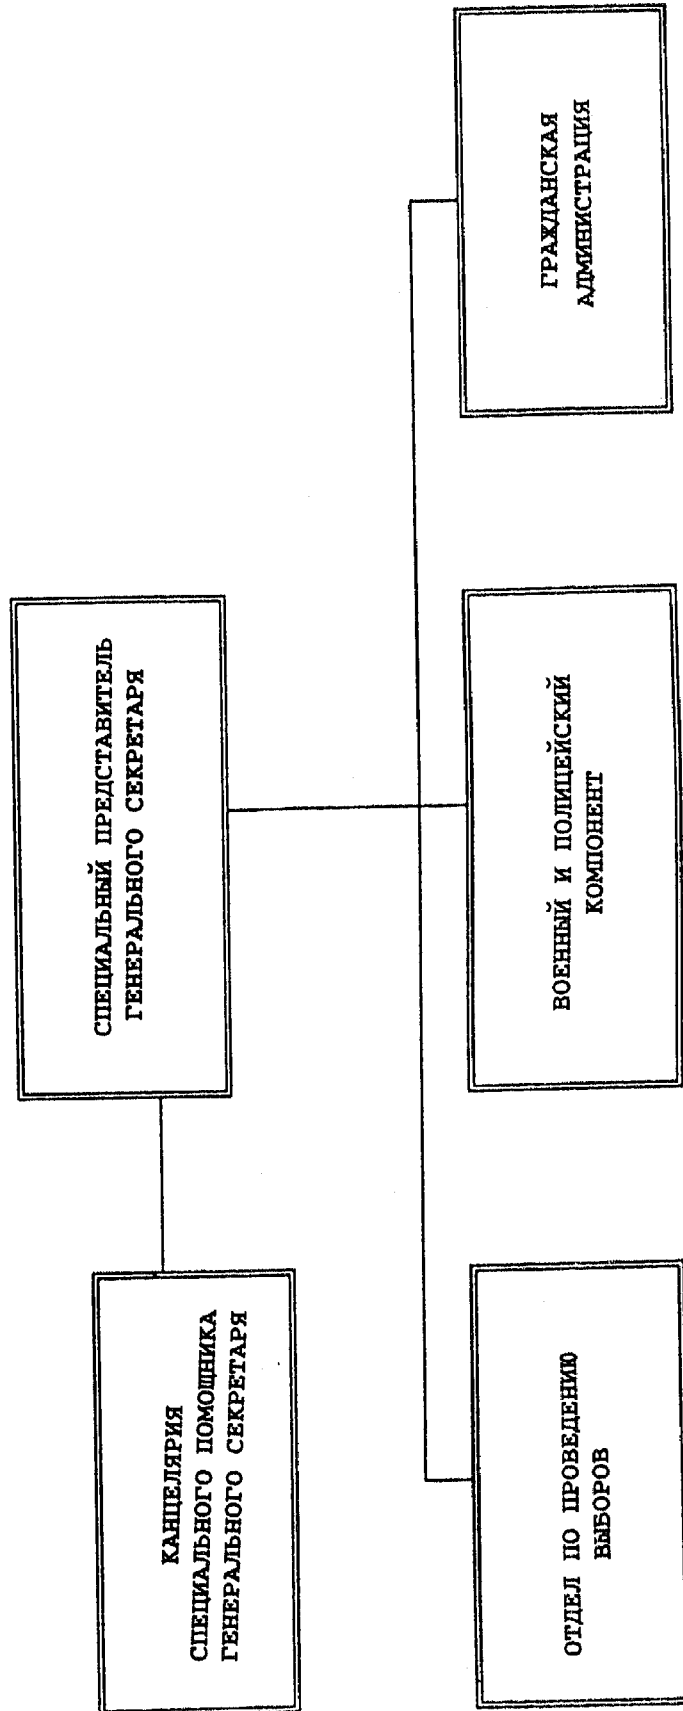 СПЕЦИАЛЬНЫЙ ПРЕДСТАВИТЕЛЬ
ГЕНЕРАЛЬНОГО СЕКРЕТАРЯ
КАНЦЕЛЯРИЯ
СПЕЦИАЛЬНОГО ПОМОЩНИКА
ГЕНЕРАЛЬНОГО СЕКРЕТАРЯ
ОТДЕЛ ПО ПРОВЕДЕНИЮ
ВЫБОРОВ
ВОЕННЫЙ И ПОЛИЦЕЙСКИЙ
КОМПОНЕНТ
ГРАЖДАНСКАЯ
АДМИНИСТРАЦИЯ